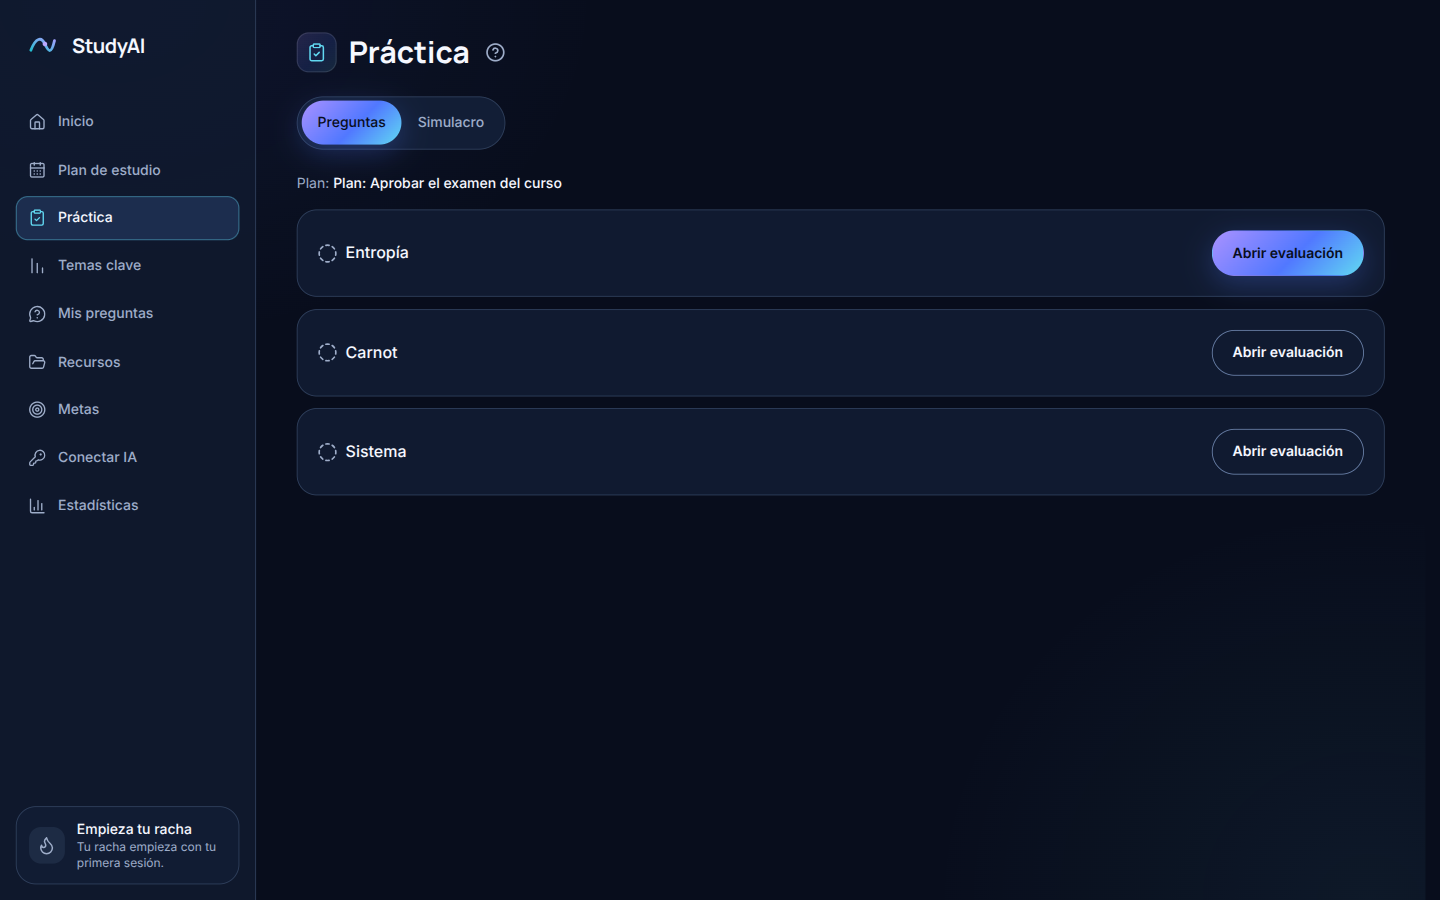 StudyAI
Inicio
Plan de estudio
Práctica
Temas clave
Mis preguntas
Recursos
Metas
Conectar IA
Estadísticas
Empieza tu racha
Tu racha empieza con tu
primera sesión.
Práctica
Preguntas
Simulacro
Plan: Plan: Aprobar el examen del curso
Entropía
Abrir evaluación
Carnot
Abrir evaluación
Sistema
Abrir evaluación